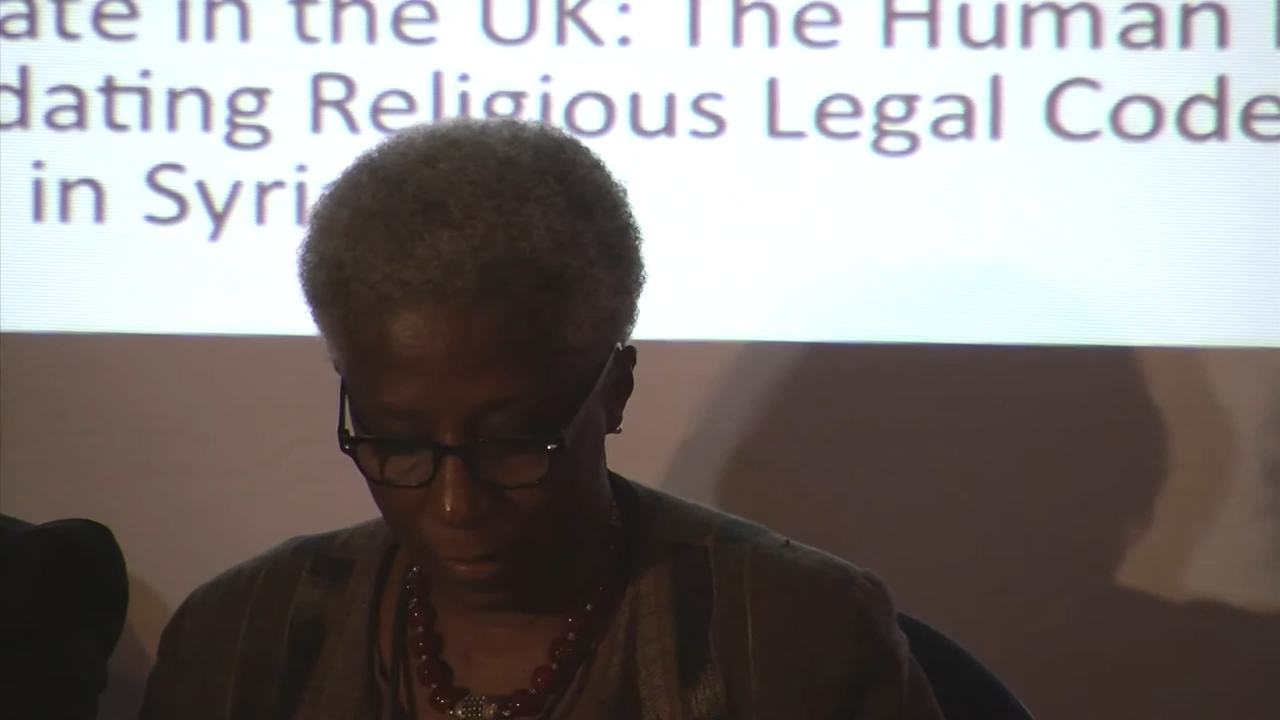 ate in the UK: The Human
dating Religious Legal Code
in Syri